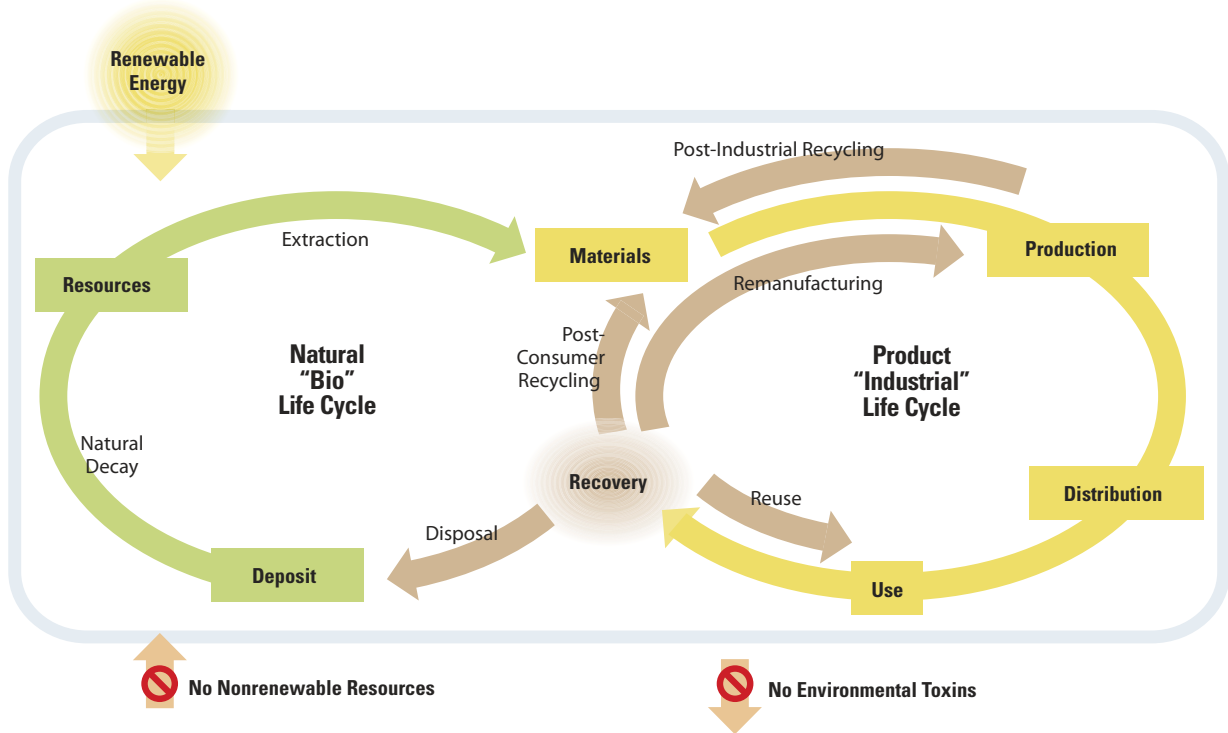 Renewable
Energy
Post-Industrial Recycling
Extraction
Materials
Production
Resources
Remanufacturing
Post-
Consumer
Recycling
Natural
“Bio”
Life Cycle
Product
“Industrial”
Life Cycle
Natural
Decay
Recovery
Reuse
Distribution
Disposal
Deposit
Use
No Nonrenewable Resources
No Environmental Toxins